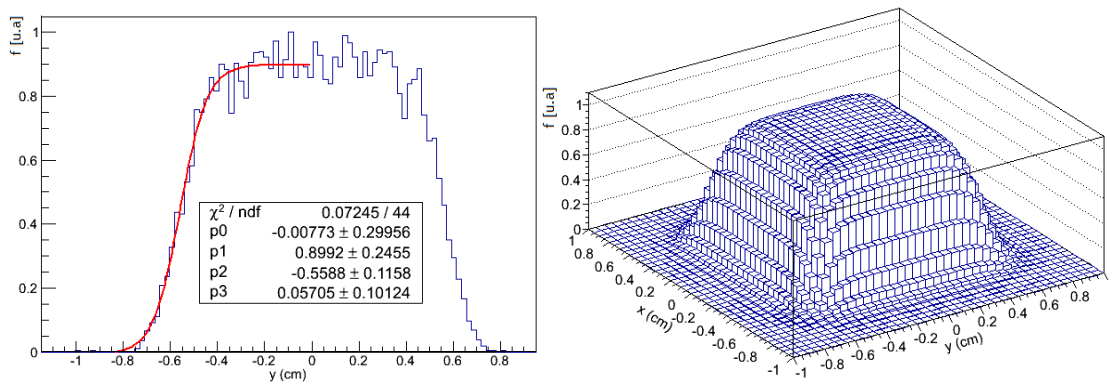 f [u.a]
1
0.8
0.6
0.4
0.2
0
-1 -0.8 -0.6 -0.4 -0.2 0 0.2 0.4 0.6 0.8
y (cm)
χ² / ndf 0.07245 / 44
p0 -0.00773 ± 0.29956
p1 0.8992 ± 0.2455
p2 -0.5588 ± 0.1158
p3 0.05705 ± 0.10124
f [u.a]
1
0.8
0.6
0.4
0.2
0
1 0.8 0.6 0.4 0.2 0 -0.2 -0.4 -0.6 -0.8 -1
x (cm)
-1 -0.8 -0.6 -0.4 -0.2 0 0.2 0.4 0.6 0.8
y (cm)